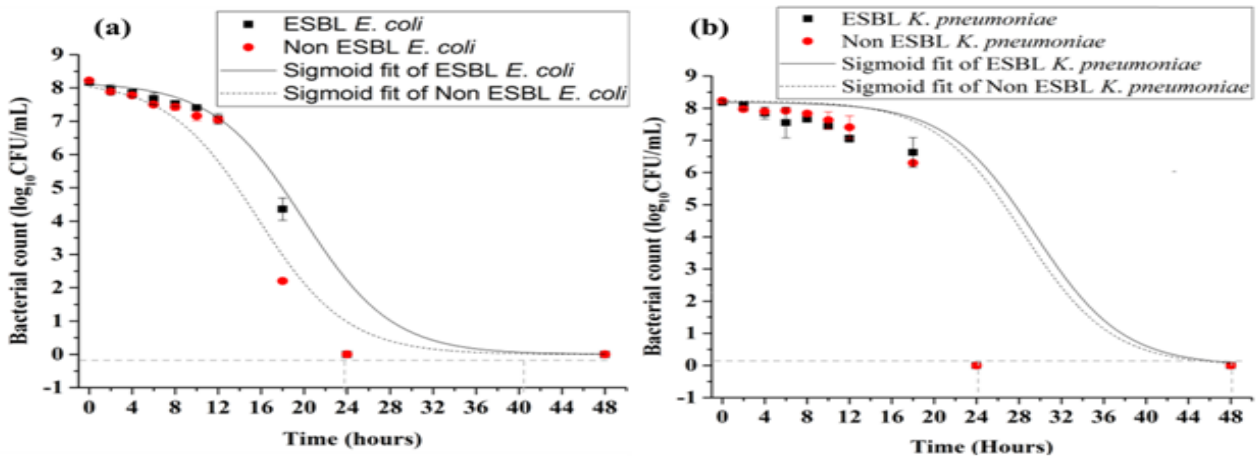 (a)
ESBL E. coli
Non ESBL E. coli
Sigmoid fit of ESBL E. coli
Sigmoid fit of Non ESBL E. coli
9
8
7
6
5
4
3
2
1
0
-1
0 4 8 12 16 20 24 28 32 36 40 44 48
Bacterial count (log10CFU/mL)
Time (hours)
(b)
ESBL K. pneumoniae
Non ESBL K. pneumoniae
Sigmoid fit of ESBL K. pneumoniae
Sigmoid fit of Non ESBL K. pneumoniae
9
8
7
6
5
4
3
2
1
0
-1
0 4 8 12 16 20 24 28 32 36 40 44 48
Bacterial count (log10CFU/mL)
Time (Hours)